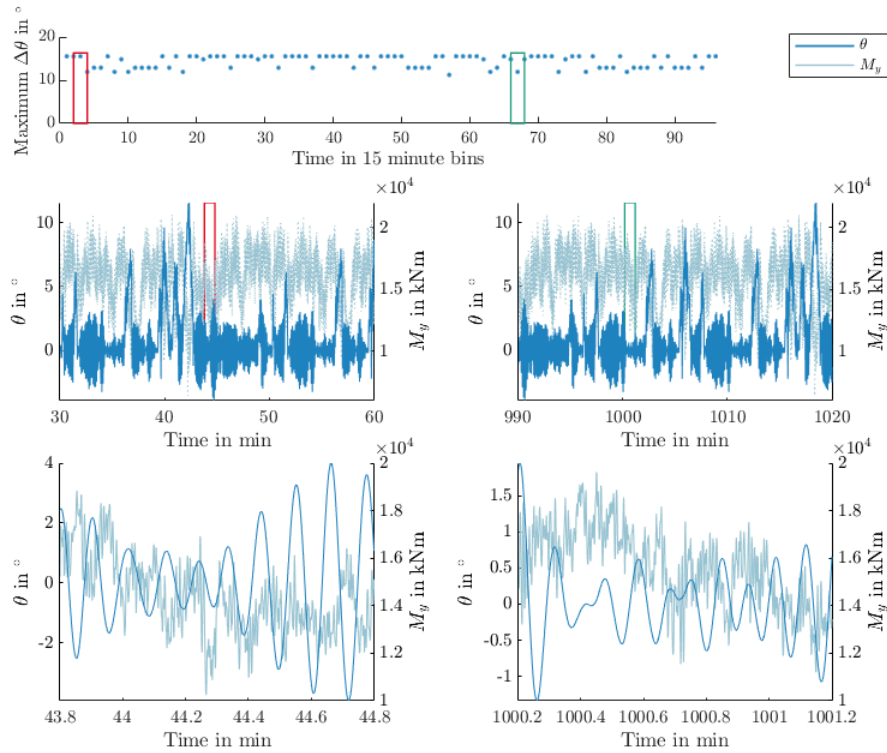 Maximum Δθ in °
20
10
0
0 10 20 30 40 50 60 70 80 90
Time in 15 minute bins
θ
M_y
×10⁴
10
5
0
θ in °
2
1.5
1
M_y in kNm
30 40 50 60
Time in min
×10⁴
10
5
0
θ in °
2
1.5
1
M_y in kNm
990 1000 1010 1020
Time in min
×10⁴
4
2
0
-2
θ in °
2
1.8
1.6
1.4
1.2
1
M_y in kNm
43.8 44 44.2 44.4 44.6 44.8
Time in min
×10⁴
1.5
1
0.5
0
-0.5
-1
θ in °
2
1.8
1.6
1.4
1.2
1
M_y in kNm
1000.2 1000.4 1000.6 1000.8 1001 1001.2
Time in min